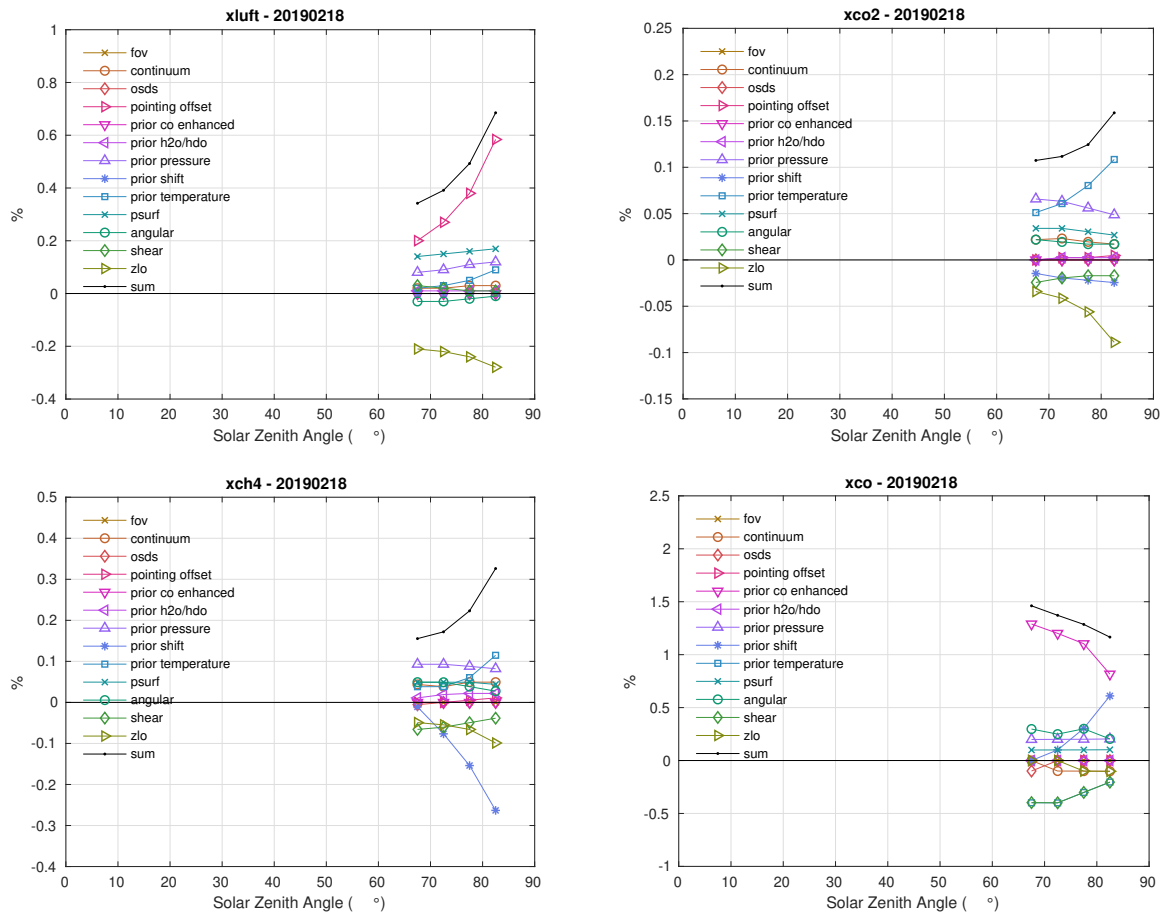 xluft - 20190218
1
0.8
0.6
0.4
0.2
0
-0.2
-0.4
%
fov
continuum
osds
pointing offset
prior co enhanced
prior h2o/hdo
prior pressure
prior shift
prior temperature
psurf
angular
shear
zlo
sum
0 10 20 30 40 50 60 70 80 90
Solar Zenith Angle ( °)
xco2 - 20190218
0.25
0.2
0.15
0.1
0.05
0
-0.05
-0.1
-0.15
%
fov
continuum
osds
pointing offset
prior co enhanced
prior h2o/hdo
prior pressure
prior shift
prior temperature
psurf
angular
shear
zlo
sum
0 10 20 30 40 50 60 70 80 90
Solar Zenith Angle ( °)
xch4 - 20190218
0.5
0.4
0.3
0.2
0.1
0
-0.1
-0.2
-0.3
-0.4
%
fov
continuum
osds
pointing offset
prior co enhanced
prior h2o/hdo
prior pressure
prior shift
prior temperature
psurf
angular
shear
zlo
sum
0 10 20 30 40 50 60 70 80 90
Solar Zenith Angle ( °)
xco - 20190218
2.5
2
1.5
1
0.5
0
-0.5
-1
%
fov
continuum
osds
pointing offset
prior co enhanced
prior h2o/hdo
prior pressure
prior shift
prior temperature
psurf
angular
shear
zlo
sum
0 10 20 30 40 50 60 70 80 90
Solar Zenith Angle ( °)